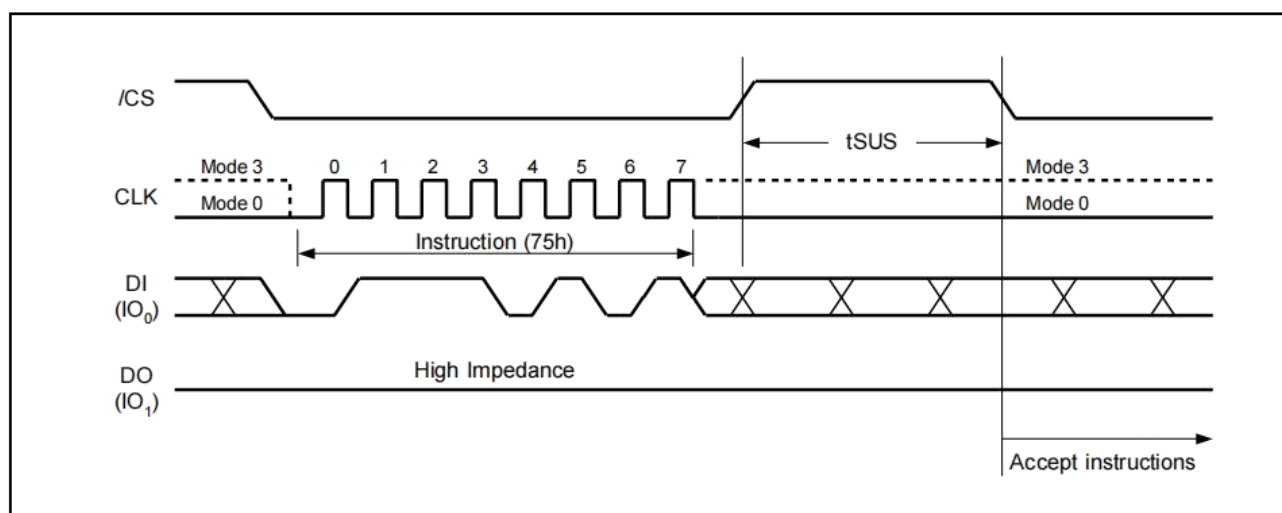 /CS
tSUS
Mode 3 0 1 2 3 4 5 6 7 Mode 3
CLK
Mode 0 Mode 0
Instruction (75h)
DI
(IO₀)
High Impedance
DO
(IO₁)
Accept instructions